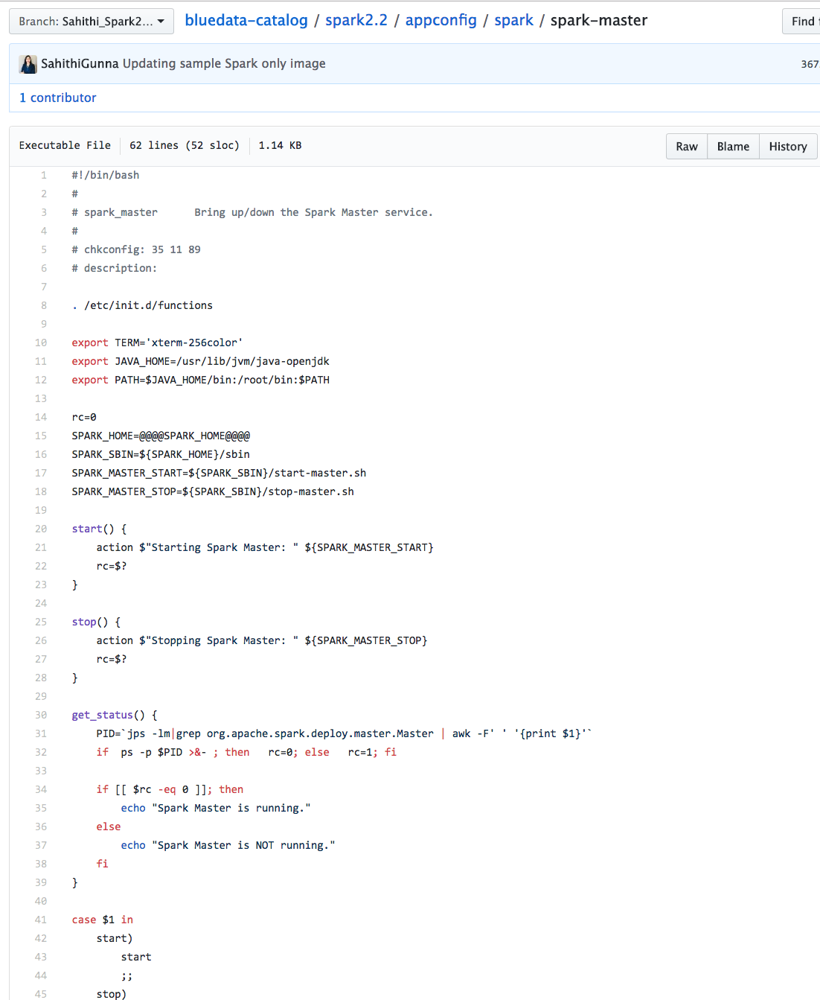 Branch: Sahithi_Spark2... bluedata-catalog / spark2.2 / appconfig / spark / spark-master Find
SahithiGunna Updating sample Spark only image 367
1 contributor
Executable File 62 lines (52 sloc) 1.14 KB Raw Blame History
1 #!/bin/bash
2 #
3 # spark_master      Bring up/down the Spark Master service.
4 #
5 # chkconfig: 35 11 89
6 # description:
7
8 . /etc/init.d/functions
9
10 export TERM='xterm-256color'
11 export JAVA_HOME=/usr/lib/jvm/java-openjdk
12 export PATH=$JAVA_HOME/bin:/root/bin:$PATH
13
14 rc=0
15 SPARK_HOME=@@@@SPARK_HOME@@@@
16 SPARK_SBIN=${SPARK_HOME}/sbin
17 SPARK_MASTER_START=${SPARK_SBIN}/start-master.sh
18 SPARK_MASTER_STOP=${SPARK_SBIN}/stop-master.sh
19
20 start() {
21     action $"Starting Spark Master: " ${SPARK_MASTER_START}
22     rc=$?
23 }
24
25 stop() {
26     action $"Stopping Spark Master: " ${SPARK_MASTER_STOP}
27     rc=$?
28 }
29
30 get_status() {
31     PID=`jps -lm|grep org.apache.spark.deploy.master.Master | awk -F' ' '{print $1}'`
32     if  ps -p $PID >&- ; then   rc=0; else   rc=1; fi
33
34     if [[ $rc -eq 0 ]]; then
35         echo "Spark Master is running."
36     else
37         echo "Spark Master is NOT running."
38     fi
39 }
40
41 case $1 in
42     start)
43         start
44         ;;
45     stop)